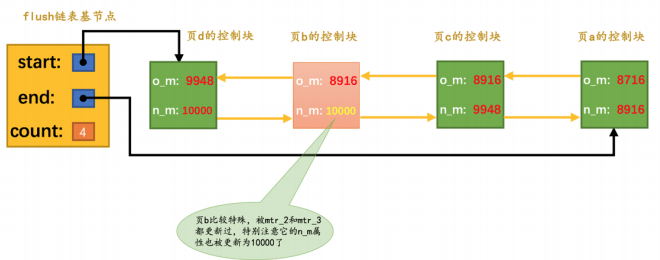 flush链表基节点
页d的控制块
页b的控制块
页c的控制块
页a的控制块
start:
end:
count: 4
o_m: 9948
n_m: 10000
o_m: 8916
n_m: 10000
o_m: 8916
n_m: 9948
o_m: 8716
n_m: 8916
页b比较特殊，被mtr_2和mtr_3
都更新过，特别注意它的n_m属
性也被更新为10000了